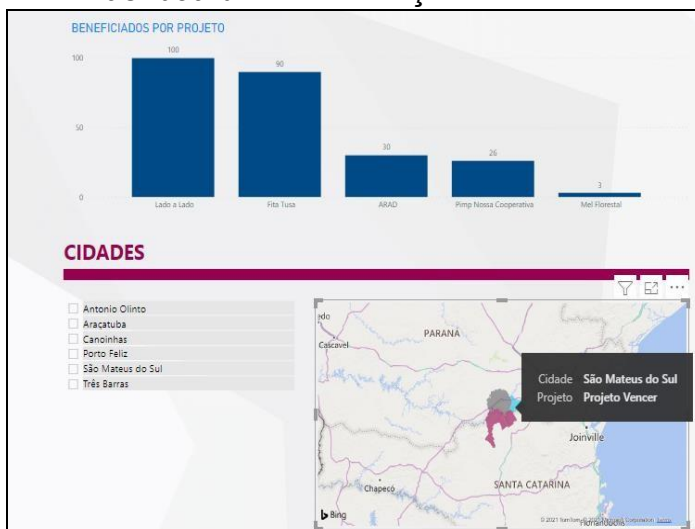 BENEFICIADOS POR PROJETO
100
100
90
50
30
26
3
0
Lado a Lado
Fita Tusa
ARAD
Pimp Nossa Cooperativa
Mel Florestal
CIDADES
Antonio Olinto
Araçatuba
Canoinhas
Porto Feliz
São Mateus do Sul
Três Barras
PARANA
Cascavel
Cidade São Mateus do Sul
Projeto Projeto Vencer
Joinville
SANTA CATARINA
Chapecó
Bing